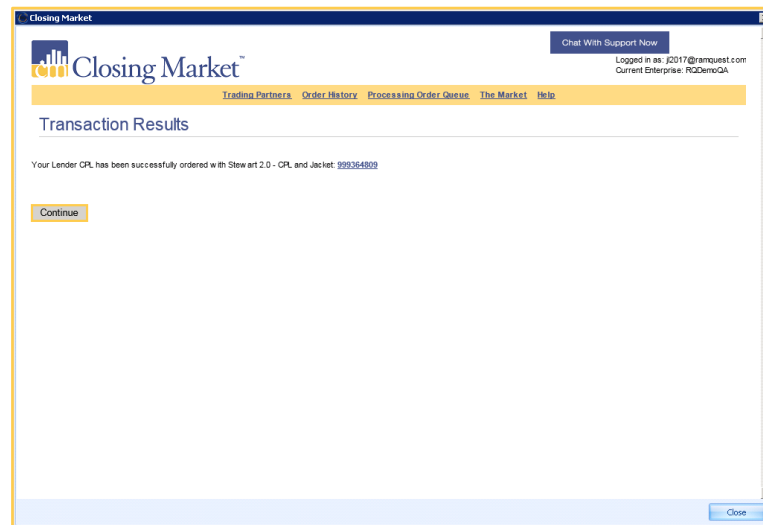 Closing Market
Chat With Support Now
cm Closing Market™
Logged in as: jl2017@ramquest.com
Current Enterprise: RQDemoQA
Trading Partners Order History Processing Order Queue The Market Help
Transaction Results
Your Lender CPL has been successfully ordered with Stewart 2.0 - CPL and Jacket: 999364809
Continue
Close